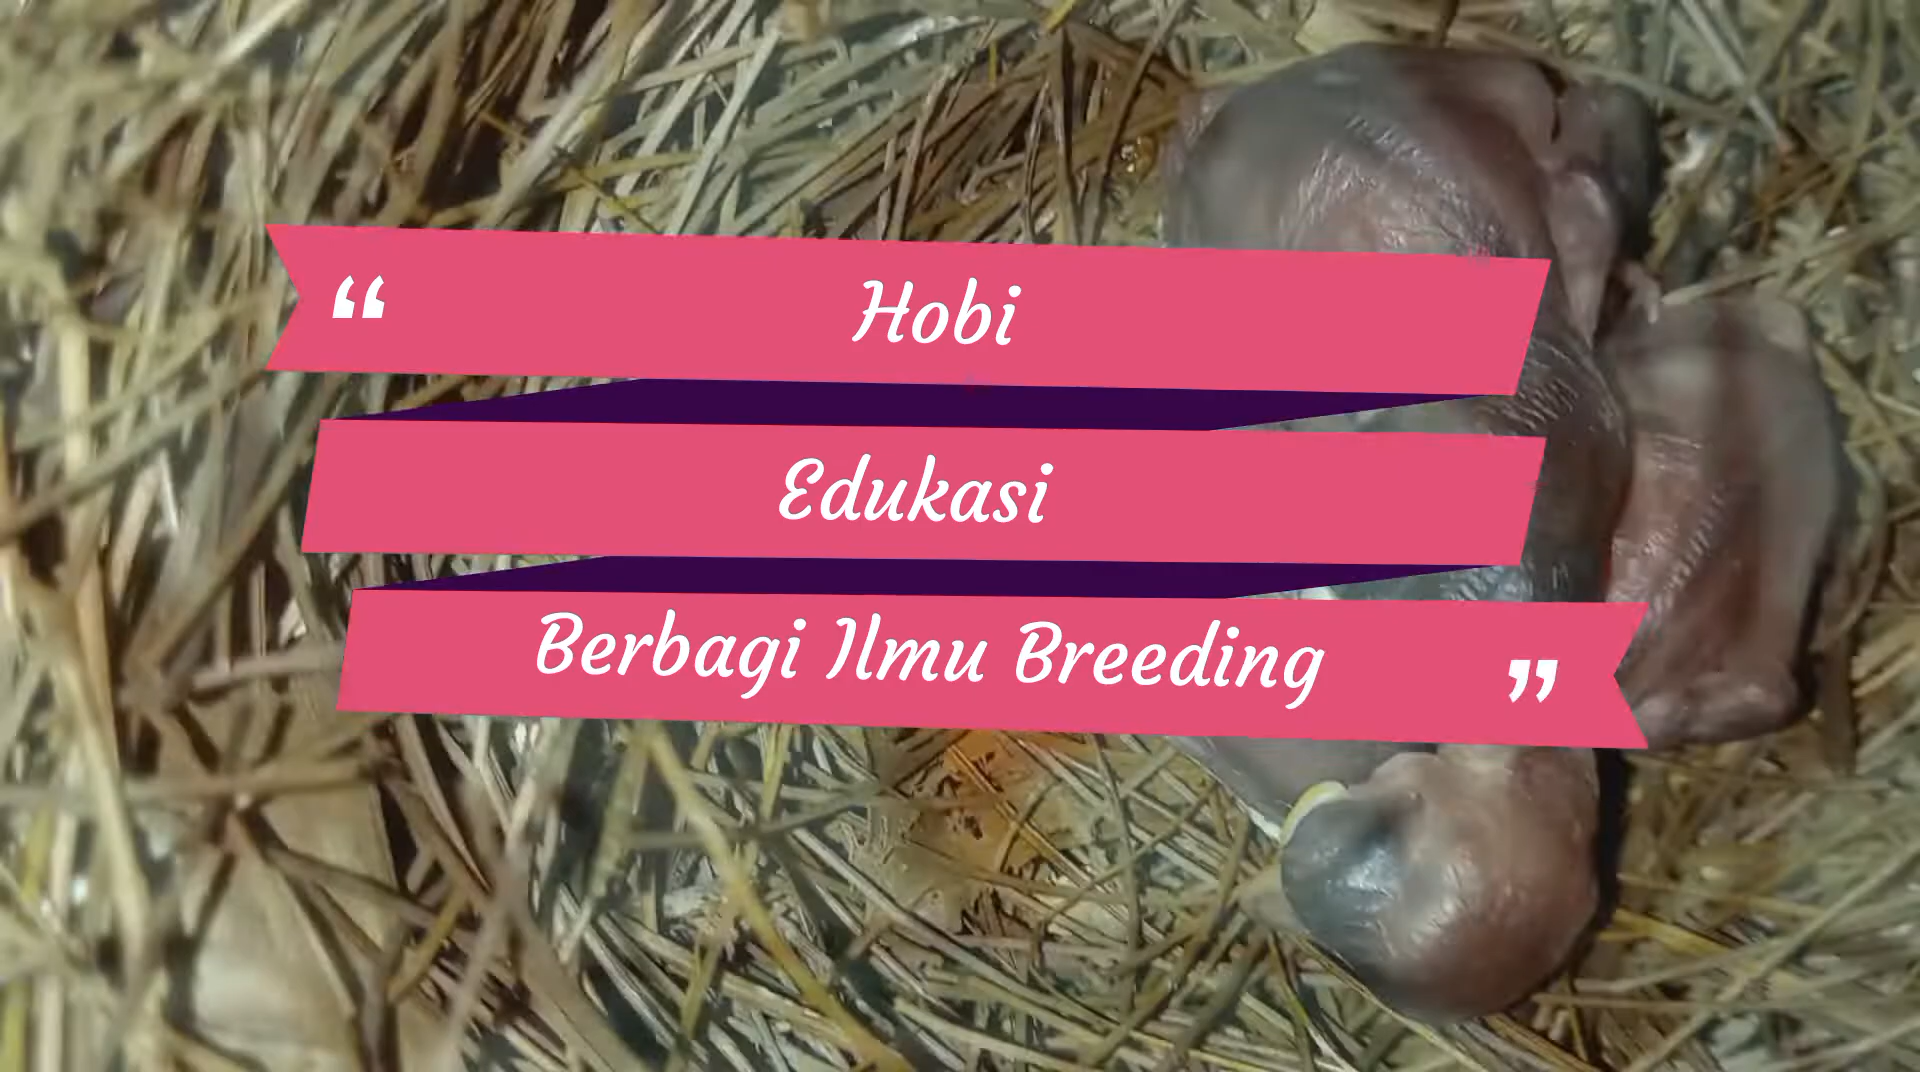 “ Hobi
Edukasi
Berbagi Ilmu Breeding ”